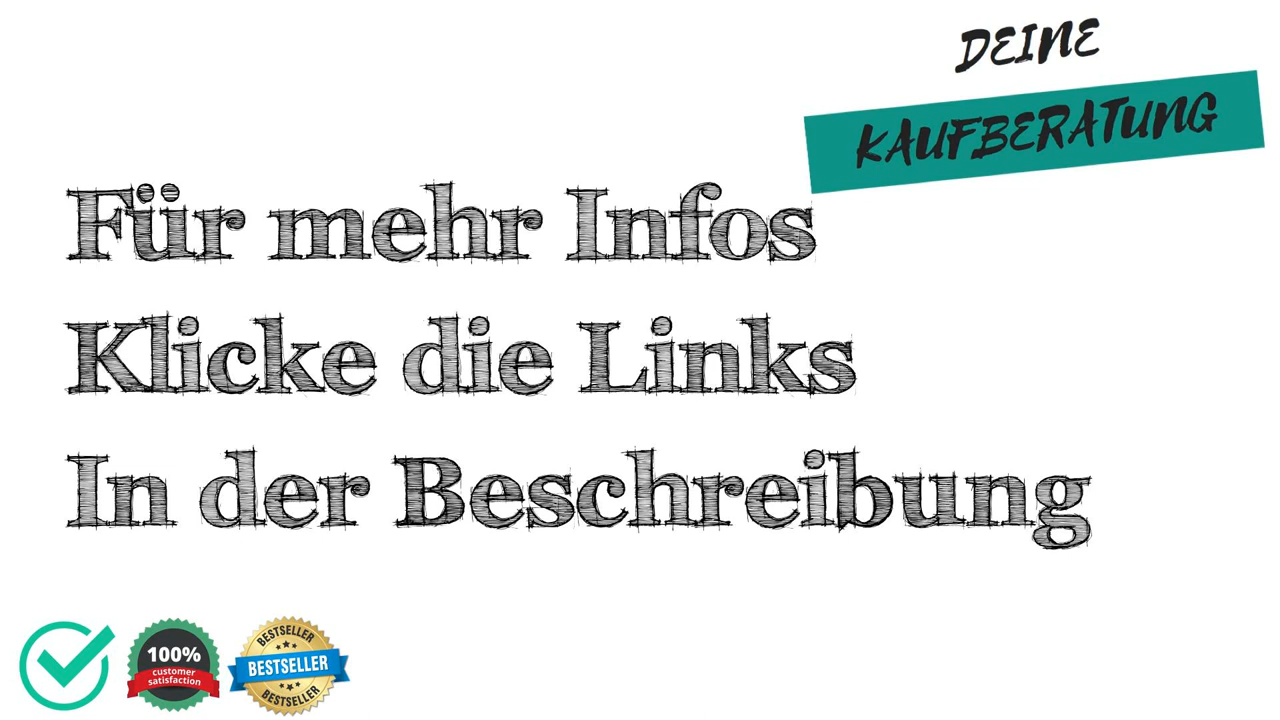 DEINE
KAUFBERATUNG
Für mehr Infos
Klicke die Links
In der Beschreibung
100%
customer
satisfaction
BESTSELLER
BESTSELLER
BESTSELLER